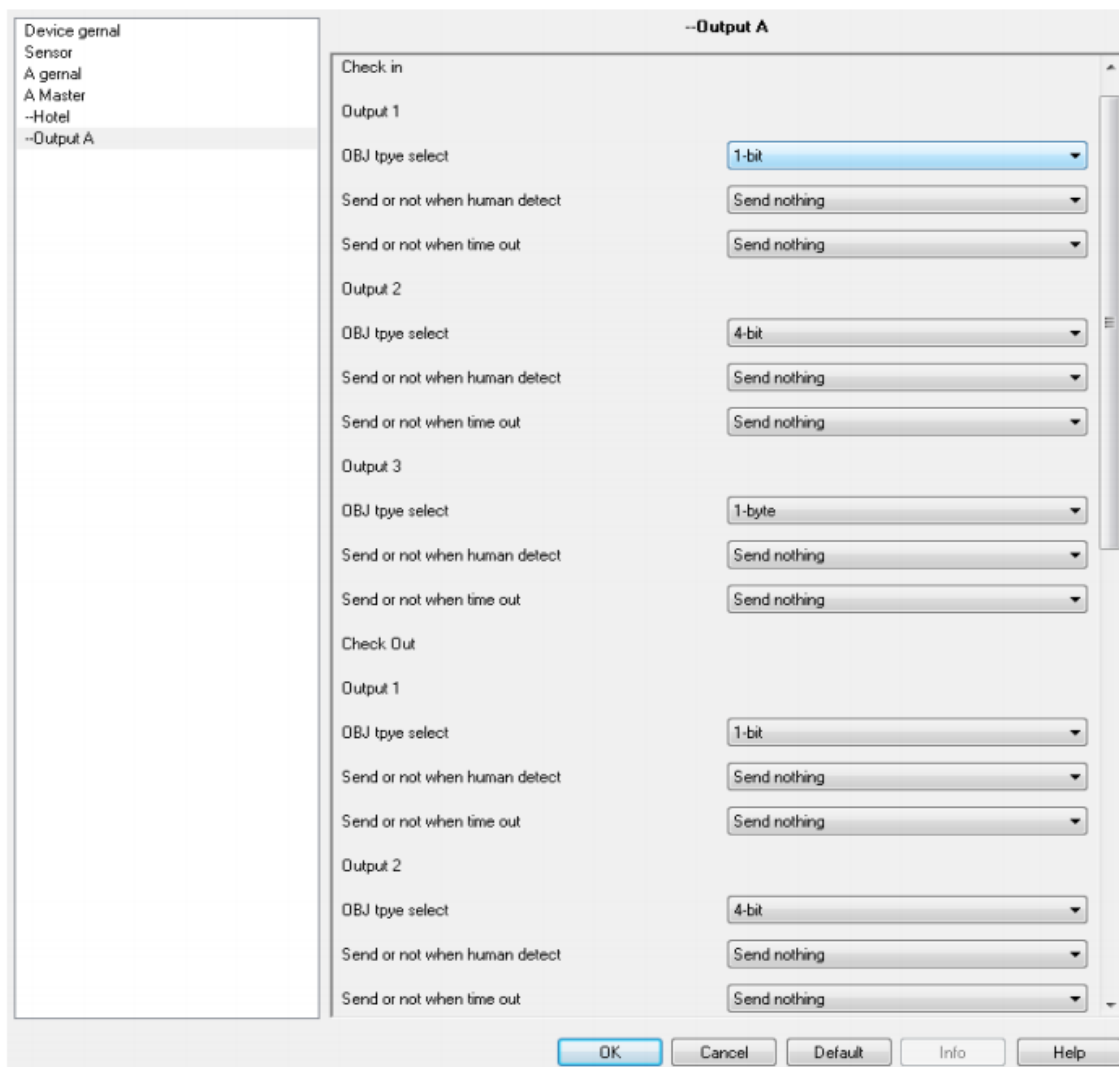 Device gernal
Sensor
A gernal
A Master
--Hotel
--Output A
--Output A
Check in
Output 1
OBJ tpye select 1-bit
Send or not when human detect Send nothing
Send or not when time out Send nothing
Output 2
OBJ tpye select 4-bit
Send or not when human detect Send nothing
Send or not when time out Send nothing
Output 3
OBJ tpye select 1-byte
Send or not when human detect Send nothing
Send or not when time out Send nothing
Check Out
Output 1
OBJ tpye select 1-bit
Send or not when human detect Send nothing
Send or not when time out Send nothing
Output 2
OBJ tpye select 4-bit
Send or not when human detect Send nothing
Send or not when time out Send nothing
OK Cancel Default Info Help